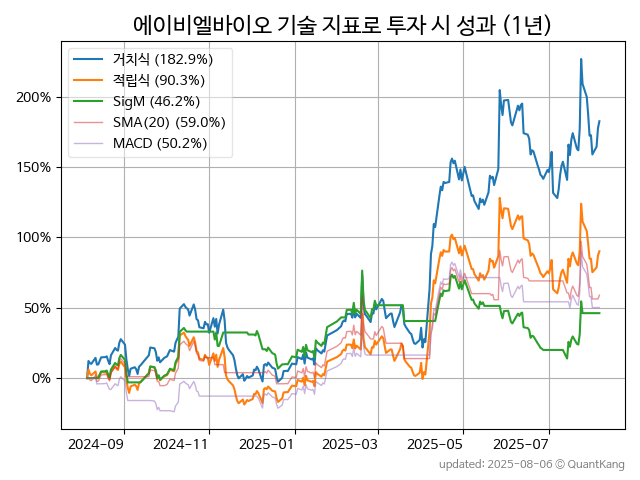 에이비엘바이오 기술 지표로 투자 시 성과 (1년)
거치식 (182.9%)
적립식 (90.3%)
SigM (46.2%)
SMA(20) (59.0%)
MACD (50.2%)
200%
150%
100%
50%
0%
2024-09 2024-11 2025-01 2025-03 2025-05 2025-07
updated: 2025-08-06 © QuantKang